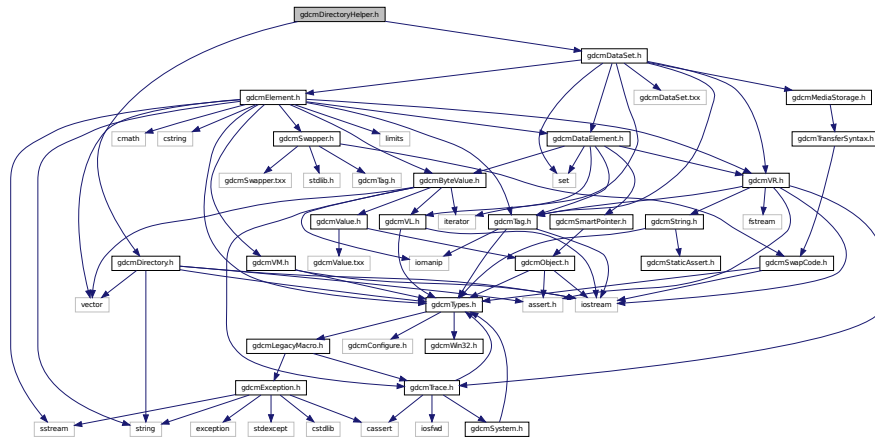 gdcmDirectoryHelper.h
gdcmDataSet.h
gdcmElement.h
gdcmDataSet.txx
gdcmMediaStorage.h
cmath
cstring
gdcmSwapper.h
limits
gdcmDataElement.h
gdcmTransferSyntax.h
gdcmSwapper.txx
stdlib.h
gdcmTag.h
gdcmByteValue.h
set
gdcmVR.h
gdcmValue.h
gdcmVL.h
iterator
gdcmTag.h
gdcmSmartPointer.h
gdcmString.h
fstream
gdcmDirectory.h
gdcmVM.h
gdcmValue.txx
iomanip
gdcmObject.h
gdcmStaticAssert.h
gdcmSwapCode.h
vector
gdcmTypes.h
assert.h
iostream
gdcmLegacyMacro.h
gdcmConfigure.h
gdcmWin32.h
gdcmException.h
gdcmTrace.h
sstream
string
exception
stdexcept
cstdlib
cassert
iosfwd
gdcmSystem.h